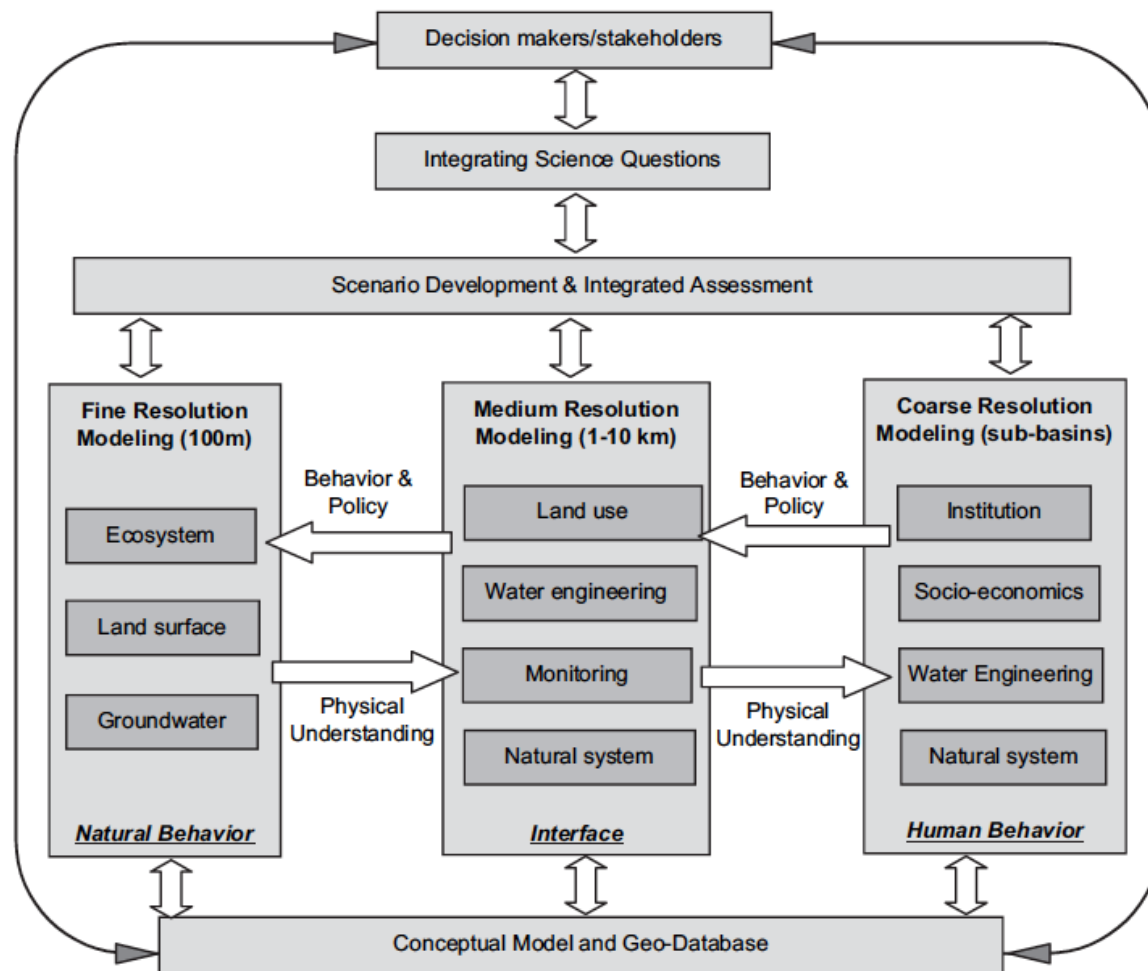 Decision makers/stakeholders
Integrating Science Questions
Scenario Development & Integrated Assessment
Fine Resolution
Modeling (100m)
Ecosystem
Land surface
Groundwater
Natural Behavior
Behavior &
Policy
Physical
Understanding
Medium Resolution
Modeling (1-10 km)
Land use
Water engineering
Monitoring
Natural system
Interface
Behavior &
Policy
Physical
Understanding
Coarse Resolution
Modeling (sub-basins)
Institution
Socio-economics
Water Engineering
Natural system
Human Behavior
Conceptual Model and Geo-Database